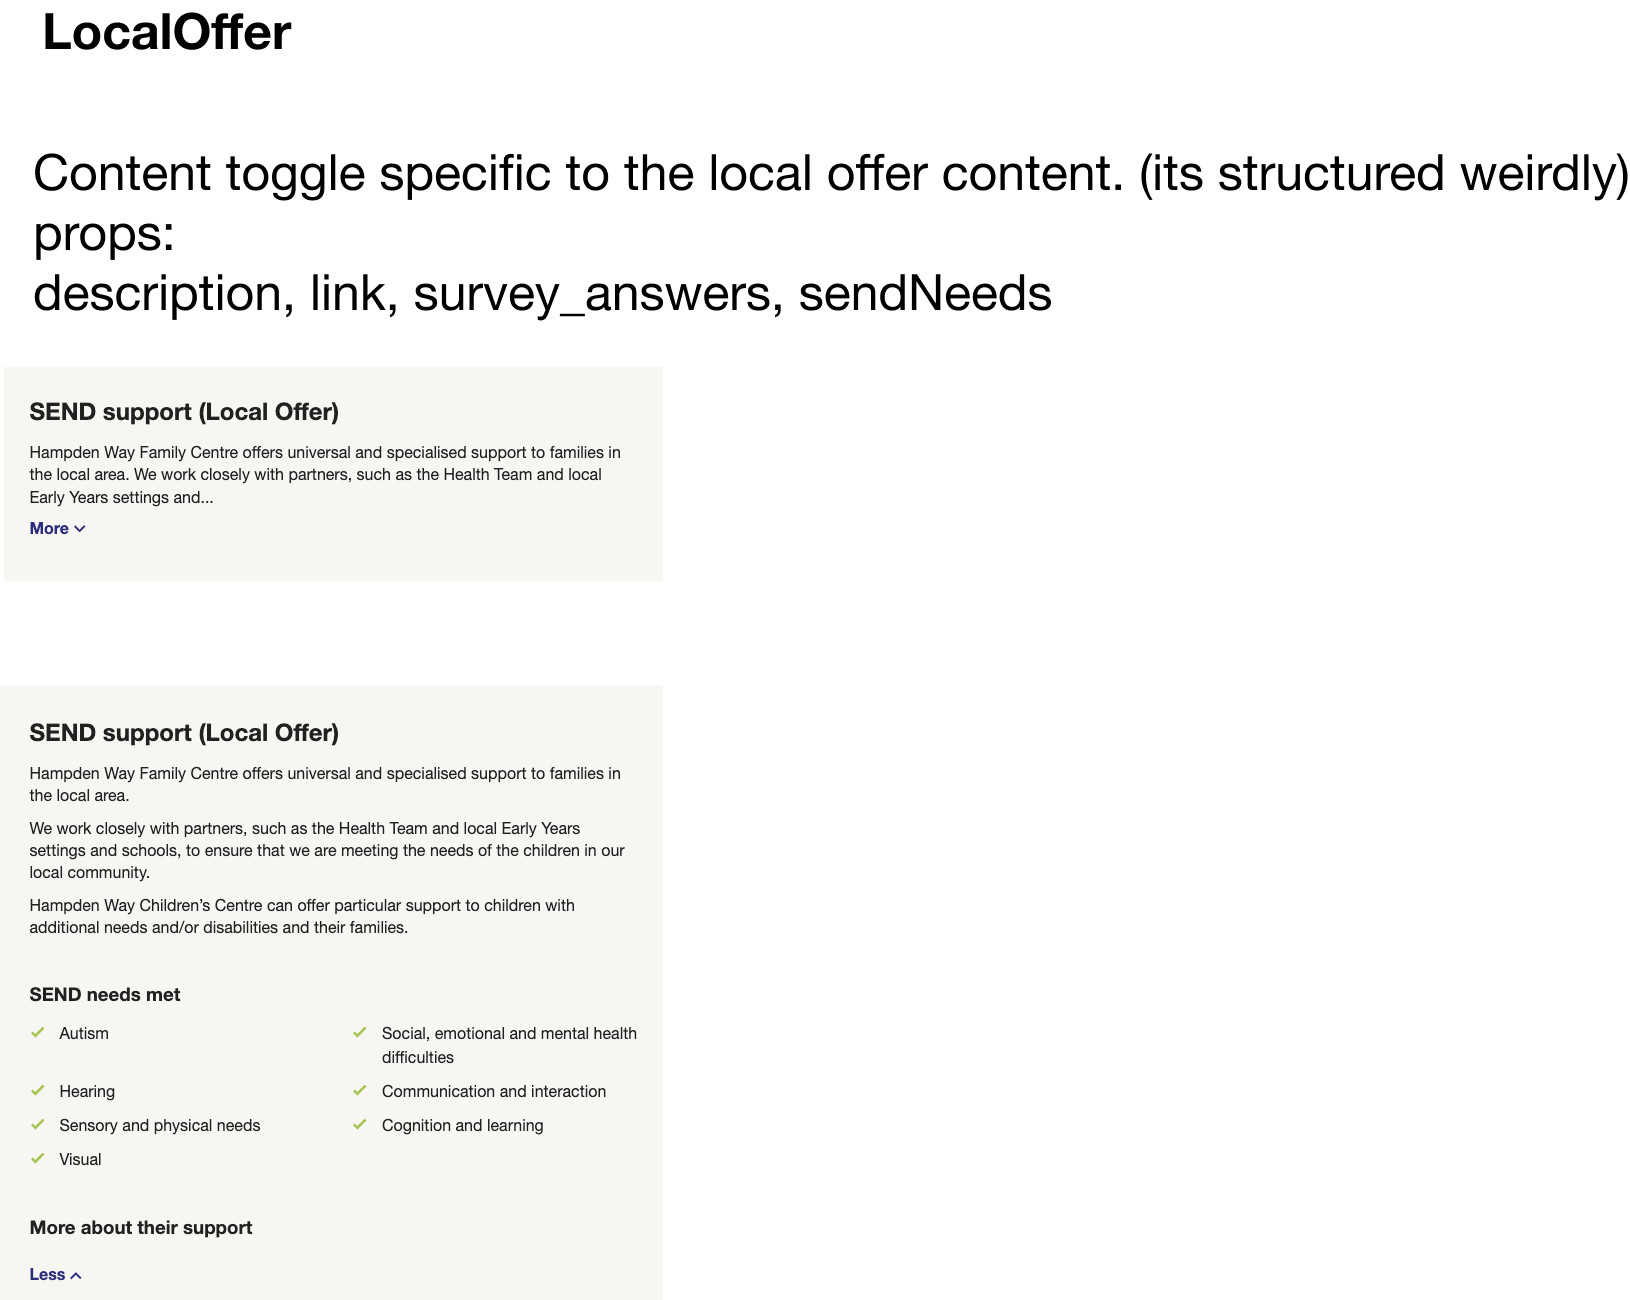 LocalOffer
Content toggle specific to the local offer content. (its structured weirdly)
props:
description, link, survey_answers, sendNeeds
SEND support (Local Offer)
Hampden Way Family Centre offers universal and specialised support to families in
the local area. We work closely with partners, such as the Health Team and local
Early Years settings and...
More
SEND support (Local Offer)
Hampden Way Family Centre offers universal and specialised support to families in
the local area.
We work closely with partners, such as the Health Team and local Early Years
settings and schools, to ensure that we are meeting the needs of the children in our
local community.
Hampden Way Children’s Centre can offer particular support to children with
additional needs and/or disabilities and their families.
SEND needs met
Autism
Social, emotional and mental health
difficulties
Hearing
Communication and interaction
Sensory and physical needs
Cognition and learning
Visual
More about their support
Less